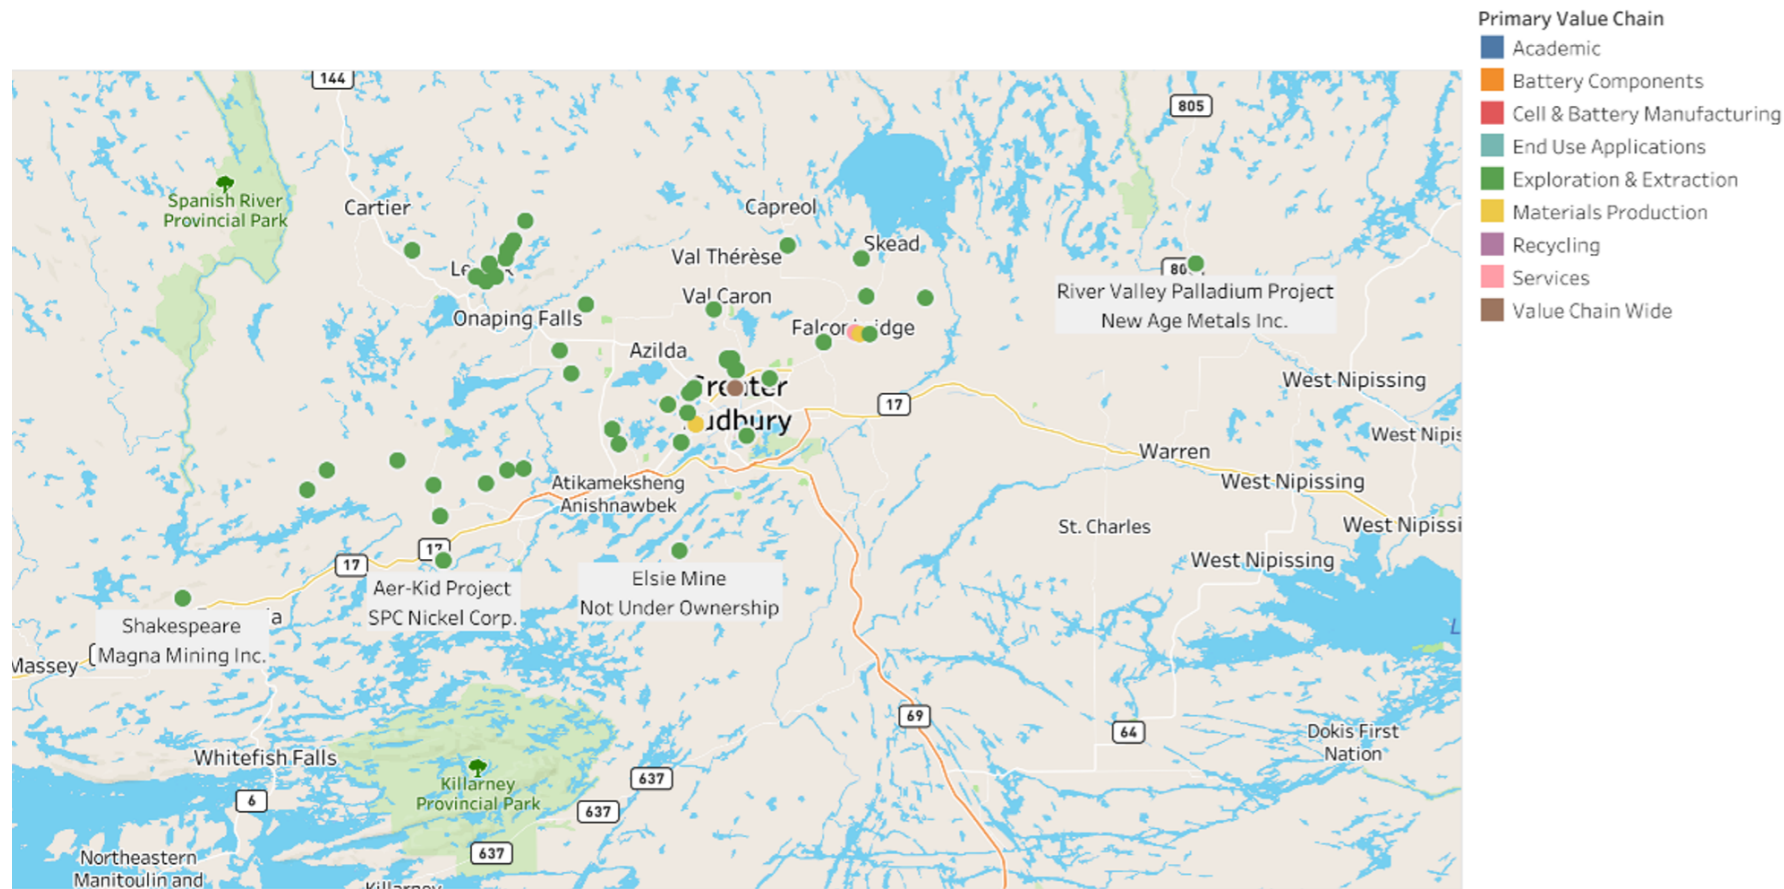 Primary Value Chain
Academic
Battery Components
Cell & Battery Manufacturing
End Use Applications
Exploration & Extraction
Materials Production
Recycling
Services
Value Chain Wide
144
805
Spanish River
Provincial Park
Cartier
Capreol
Skead
Val Thérèse
Val Caron
River Valley Palladium Project
New Age Metals Inc.
Onaping Falls
Azilda
17
West Nipissing
Warren
West Nipissing
Atikameksheng
Anishnawbek
St. Charles
West Nipissi
17
17
West Nipissing
Aer-Kid Project
SPC Nickel Corp.
Elsie Mine
Not Under Ownership
Shakespeare
Magna Mining Inc.
Massey
69
64
Dokis First
Nation
Whitefish Falls
6
Killarney
Provincial Park
637
637
637
Northeastern
Manitoulin and
Killarney